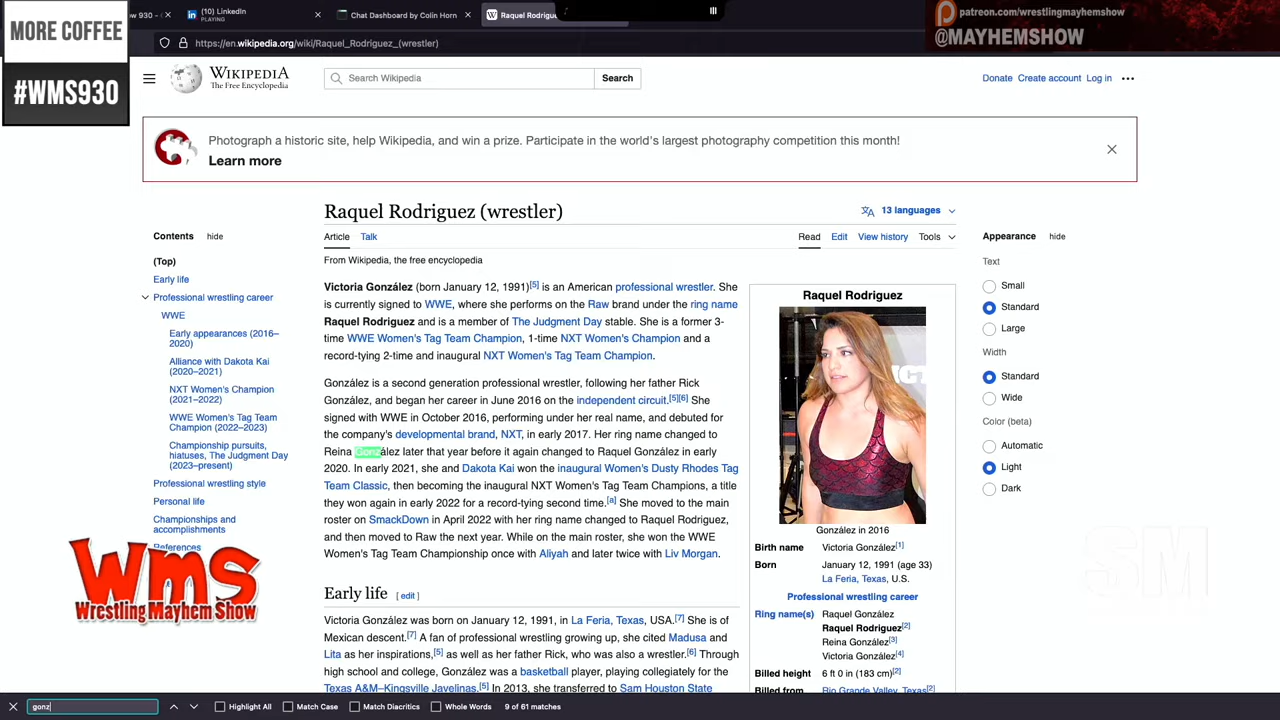 MORE COFFEE
#WMS930
w 930 -
(10) LinkedIn
PLAYING
Chat Dashboard by Colin Horn
Raquel Rodrigue
patreon.com/wrestlingmayhemshow
@MAYHEMSHOW
https://en.wikipedia.org/wiki/Raquel_Rodriguez_(wrestler)
WIKIPEDIA
The Free Encyclopedia
Search Wikipedia
Search
Donate Create account Log in
Photograph a historic site, help Wikipedia, and win a prize. Participate in the world's largest photography competition this month!
Learn more
Raquel Rodriguez (wrestler)
13 languages
Article Talk
Read Edit View history Tools
From Wikipedia, the free encyclopedia
Contents hide
(Top)
Early life
Professional wrestling career
WWE
Early appearances (2016–
2020)
Alliance with Dakota Kai
(2020–2021)
NXT Women's Champion
(2021–2022)
WWE Women's Tag Team
Champion (2022–2023)
Championship pursuits,
hiatuses, The Judgment Day
(2023–present)
Professional wrestling style
Personal life
Championships and
accomplishments
References
Victoria González (born January 12, 1991)[5] is an American professional wrestler. She
is currently signed to WWE, where she performs on the Raw brand under the ring name
Raquel Rodriguez and is a member of The Judgment Day stable. She is a former 3-
time WWE Women's Tag Team Champion, 1-time NXT Women's Champion and a
record-tying 2-time and inaugural NXT Women's Tag Team Champion.
González is a second generation professional wrestler, following her father Rick
González, and began her career in June 2016 on the independent circuit.[5][6] She
signed with WWE in October 2016, performing under her real name, and debuted for
the company's developmental brand, NXT, in early 2017. Her ring name changed to
Reina González later that year before it again changed to Raquel González in early
2020. In early 2021, she and Dakota Kai won the inaugural Women's Dusty Rhodes Tag
Team Classic, then becoming the inaugural NXT Women's Tag Team Champions, a title
they won again in early 2022 for a record-tying second time.[a] She moved to the main
roster on SmackDown in April 2022 with her ring name changed to Raquel Rodriguez,
and then moved to Raw the next year. While on the main roster, she won the WWE
Women's Tag Team Championship once with Aliyah and later twice with Liv Morgan.
Early life [ edit ]
Victoria González was born on January 12, 1991, in La Feria, Texas, USA.[7] She is of
Mexican descent.[7] A fan of professional wrestling growing up, she cited Madusa and
Lita as her inspirations,[5] as well as her father Rick, who was also a wrestler.[6] Through
high school and college, González was a basketball player, playing collegiately for the
Texas A&M–Kingsville Javelinas.[5] In 2013, she transferred to Sam Houston State
Raquel Rodriguez
González in 2016
Birth name Victoria González[1]
Born January 12, 1991 (age 33)
La Feria, Texas, U.S.
Professional wrestling career
Ring name(s) Raquel González
Raquel Rodriguez[2]
Reina González[3]
Victoria González[4]
Billed height 6 ft 0 in (183 cm)[2]
Billed from Rio Grande Valley, Texas[2]
Appearance hide
Text
Small
Standard
Large
Width
Standard
Wide
Color (beta)
Automatic
Light
Dark
WMS
Wrestling Mayhem Show
SM
gonz
Highlight All Match Case Match Diacritics Whole Words 9 of 61 matches